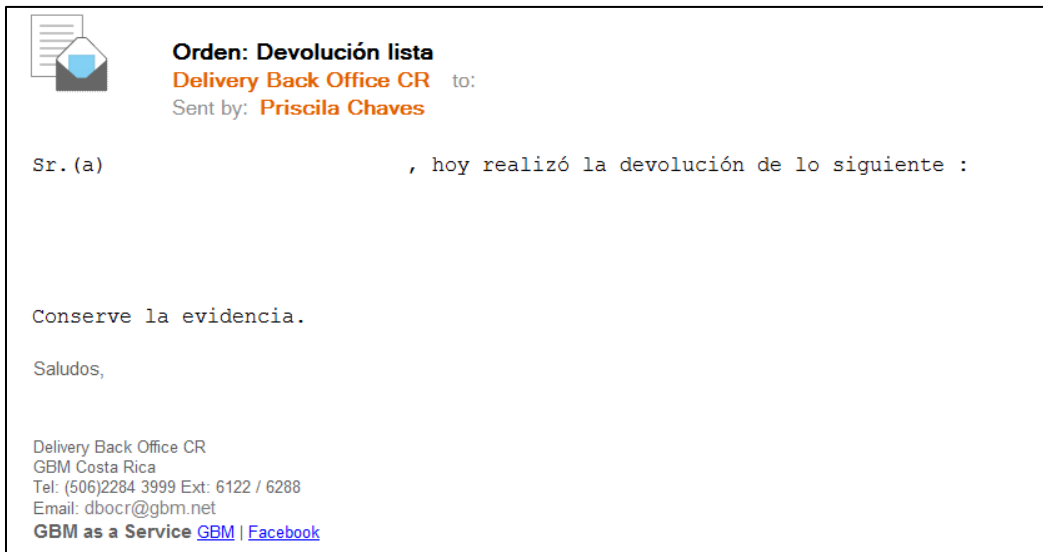 Orden: Devolución lista
Delivery Back Office CR to:
Sent by: Priscila Chaves
Sr.(a) , hoy realizó la devolución de lo siguiente :
Conserve la evidencia.
Saludos,
Delivery Back Office CR
GBM Costa Rica
Tel: (506)2284 3999 Ext: 6122 / 6288
Email: dbocr@gbm.net
GBM as a Service GBM | Facebook